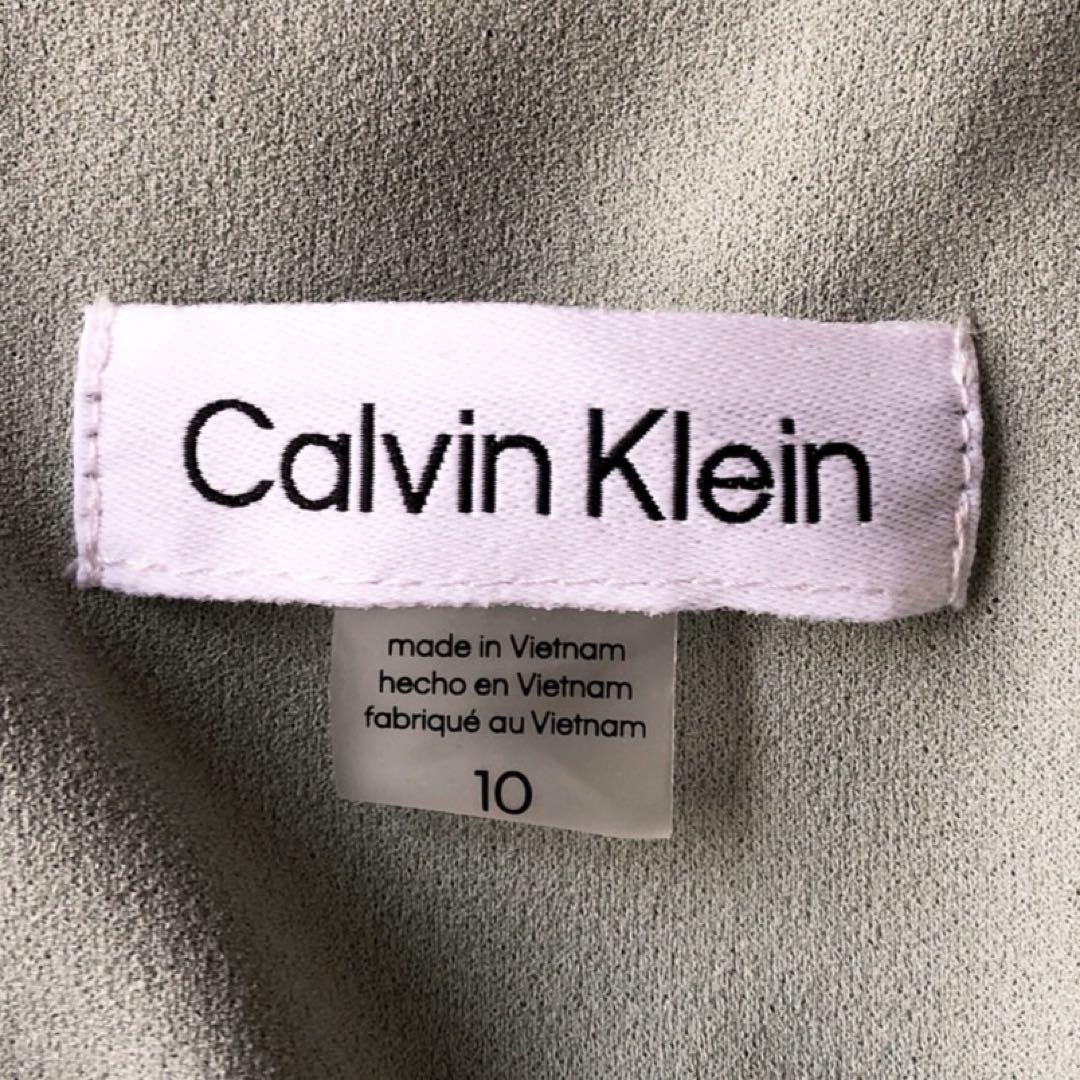 Calvin Klein
made in Vietnam
hecho en Vietnam
fabriqué au Vietnam
10